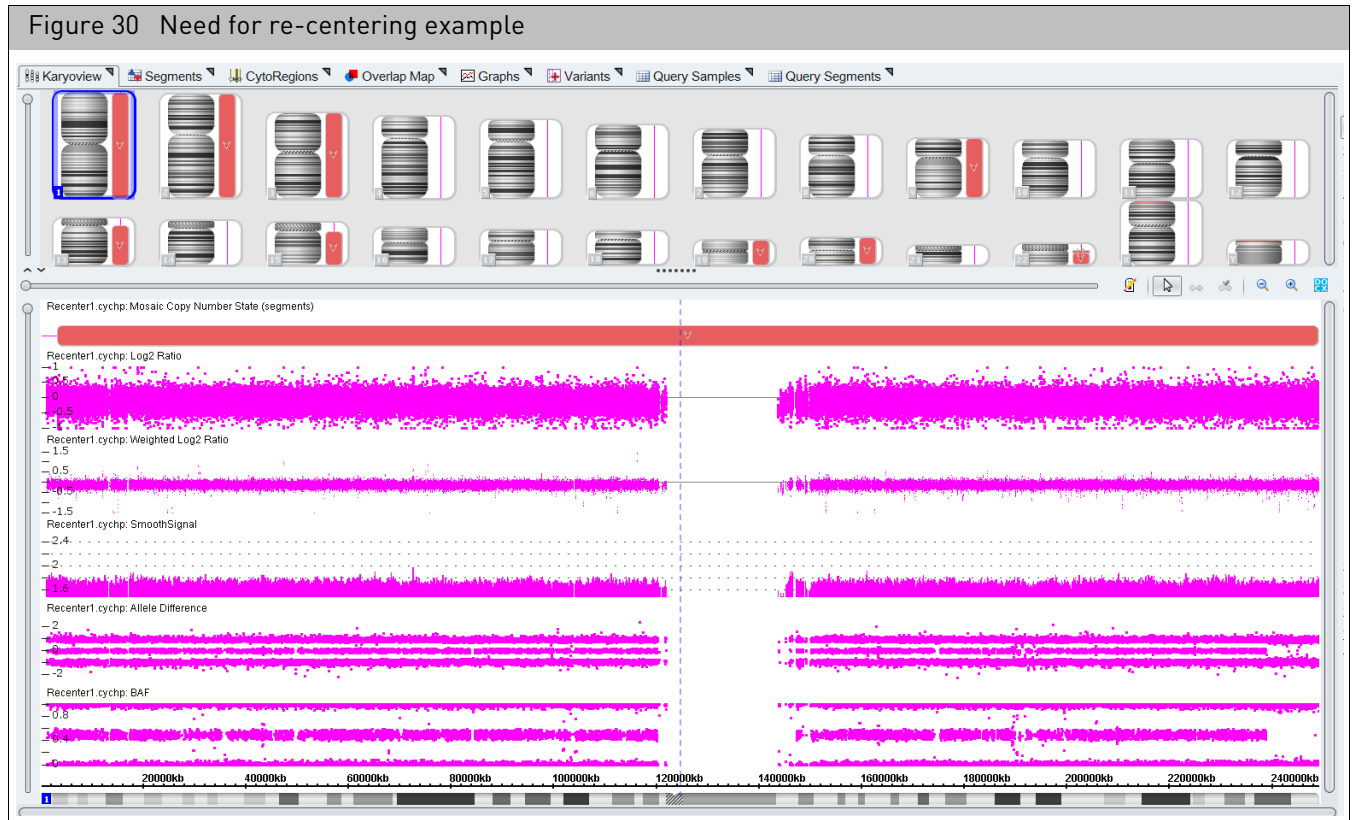 Figure 30 Need for re-centering example
Karyoview Segments CytoRegions Overlap Map Graphs Variants Query Samples Query Segments
1
Recenter1.cychp: Mosaic Copy Number State (segments)
Recenter1.cychp: Log2 Ratio
1
0.5
0
-0.5
Recenter1.cychp: Weighted Log2 Ratio
1.5
0.5
-0.5
-1.5
Recenter1.cychp: SmoothSignal
2.4
2
1.6
Recenter1.cychp: Allele Difference
2
0
-2
Recenter1.cychp: BAF
0.8
0.4
0
20000kb 40000kb 60000kb 80000kb 100000kb 120000kb 140000kb 160000kb 180000kb 200000kb 220000kb 240000kb
1